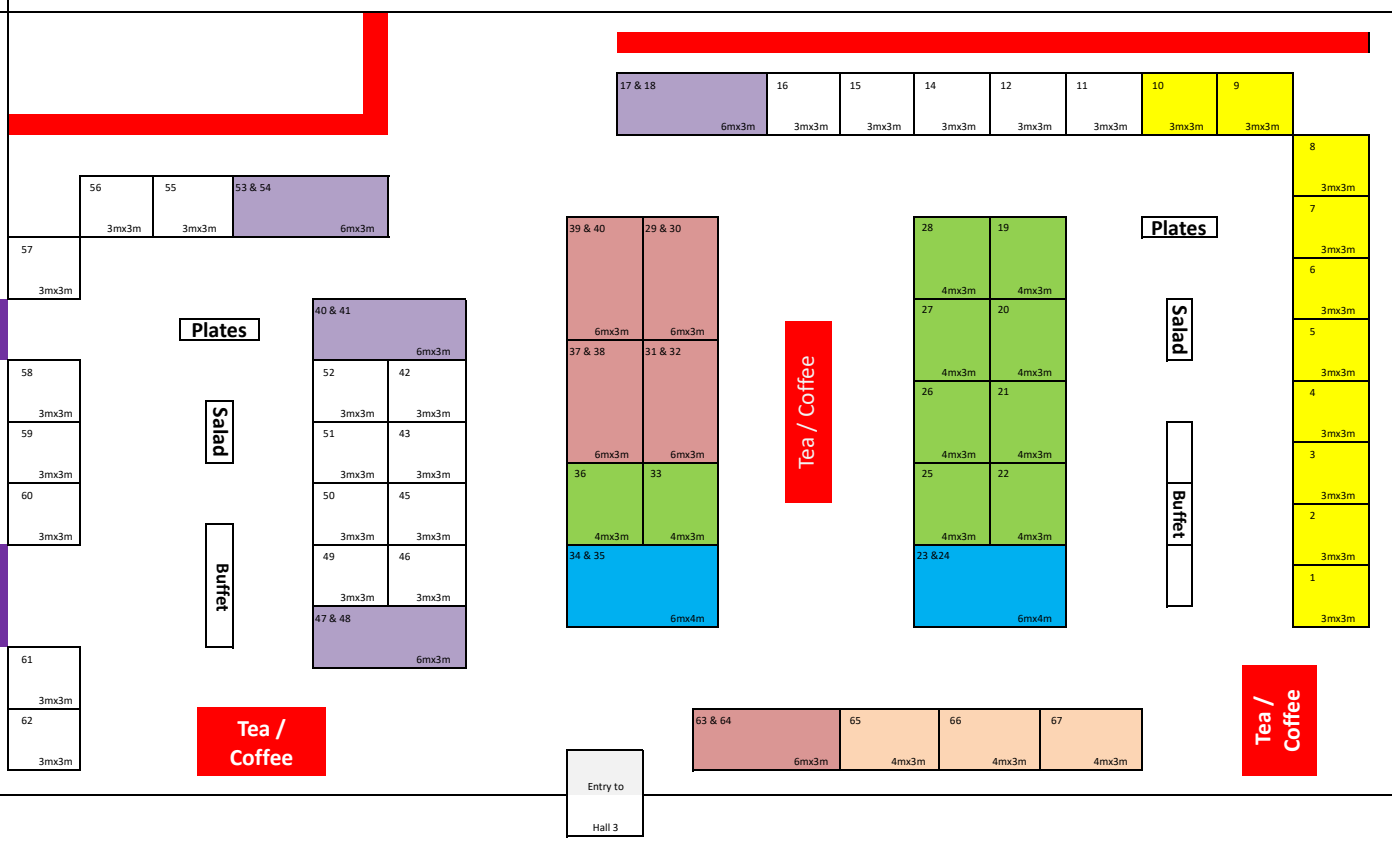 17 & 18
6mx3m
16
3mx3m
15
3mx3m
14
3mx3m
12
3mx3m
11
3mx3m
10
3mx3m
9
3mx3m
8
3mx3m
7
3mx3m
6
3mx3m
5
3mx3m
4
3mx3m
3
3mx3m
2
3mx3m
1
3mx3m
56
3mx3m
55
3mx3m
53 & 54
6mx3m
57
3mx3m
58
3mx3m
59
3mx3m
60
3mx3m
61
3mx3m
62
3mx3m
Plates
Salad
Buffet
Tea /
Coffee
40 & 41
6mx3m
52
3mx3m
42
3mx3m
51
3mx3m
43
3mx3m
50
3mx3m
45
3mx3m
49
3mx3m
46
3mx3m
47 & 48
6mx3m
39 & 40
6mx3m
29 & 30
6mx3m
37 & 38
6mx3m
31 & 32
6mx3m
36
4mx3m
33
4mx3m
34 & 35
6mx4m
Tea / Coffee
28
4mx3m
19
4mx3m
27
4mx3m
20
4mx3m
26
4mx3m
21
4mx3m
25
4mx3m
22
4mx3m
23 &24
6mx4m
Plates
Salad
Buffet
Tea /
Coffee
63 & 64
6mx3m
65
4mx3m
66
4mx3m
67
4mx3m
Entry to
Hall 3